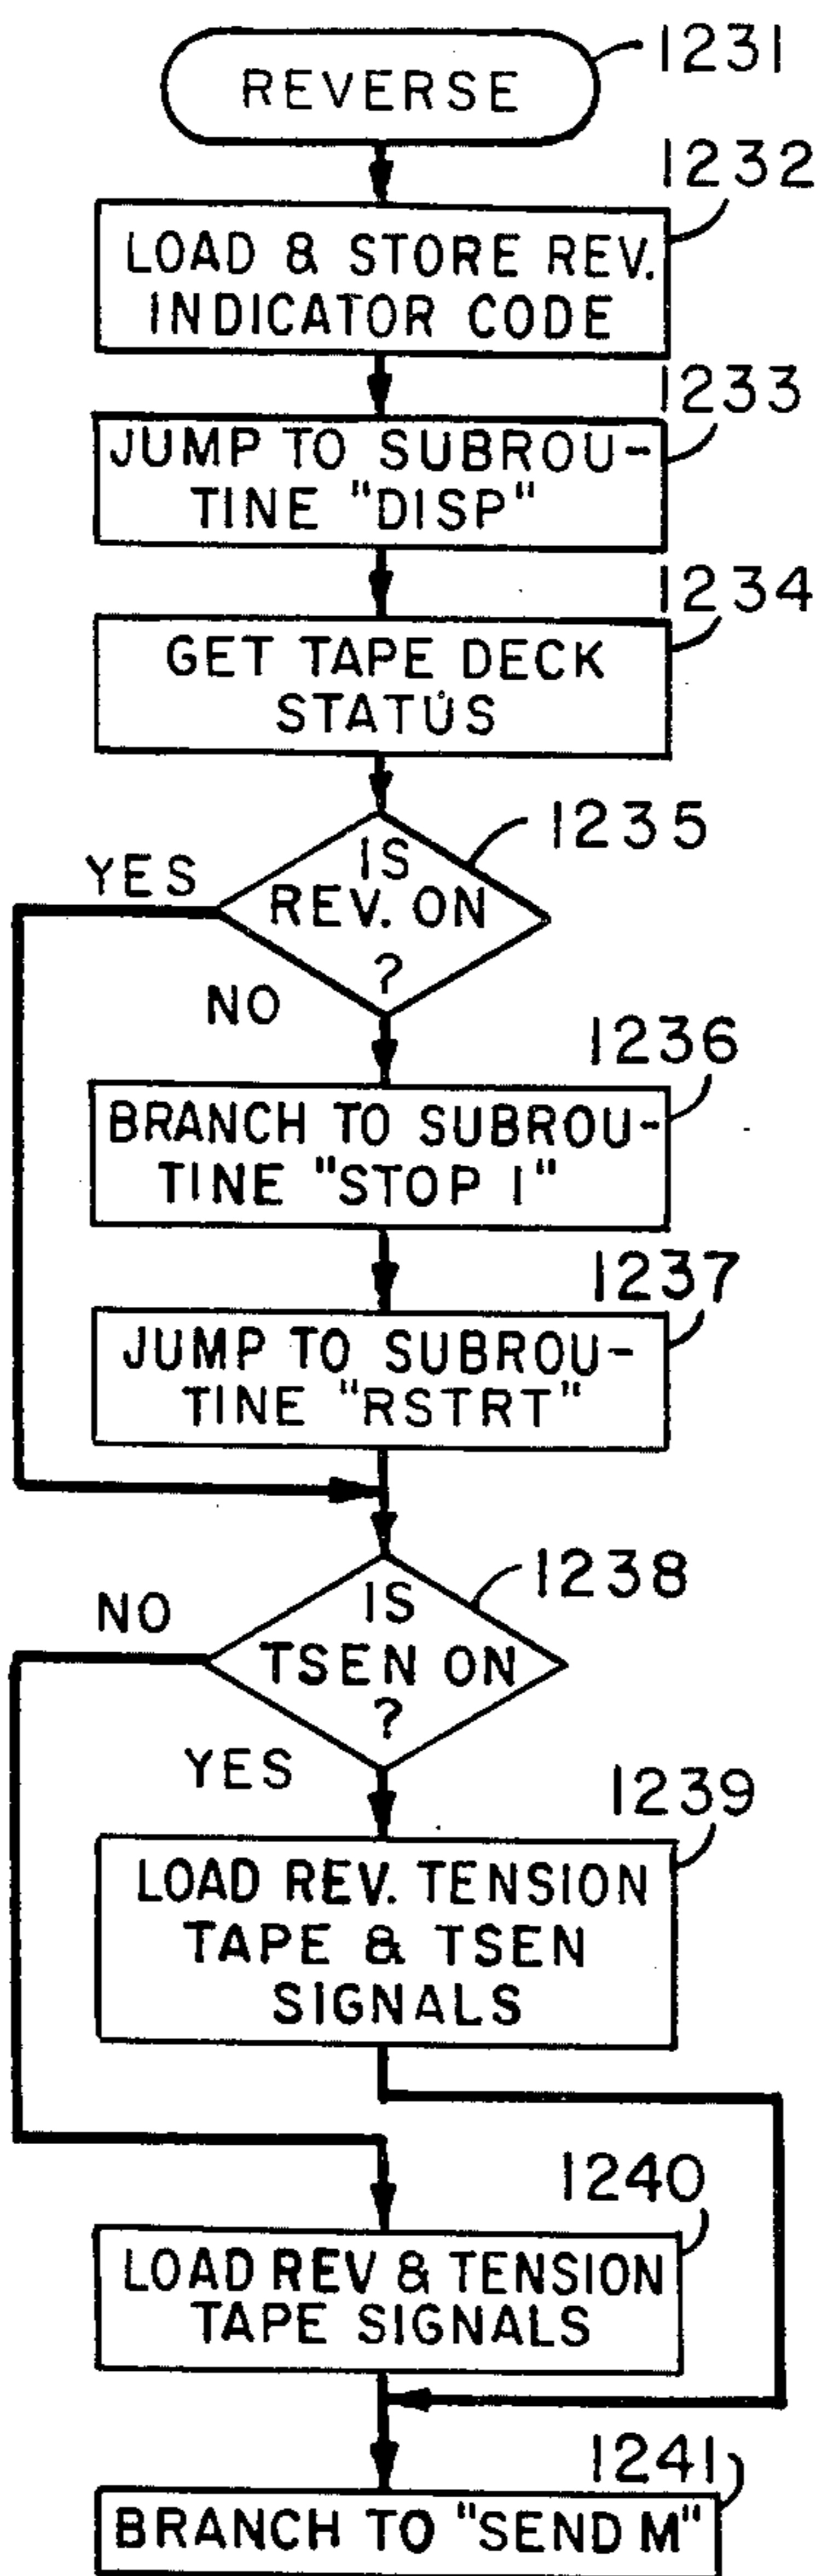 REVERSE
1231
1232
LOAD & STORE REV.
INDICATOR CODE
1233
JUMP TO SUBROU-
TINE "DISP"
1234
GET TAPE DECK
STATUS
1235
IS
REV. ON
?
YES
NO
1236
BRANCH TO SUBROU-
TINE "STOP 1"
1237
JUMP TO SUBROU-
TINE "RSTRT"
1238
IS
TSEN ON
?
NO
YES
1239
LOAD REV. TENSION
TAPE & TSEN
SIGNALS
1240
LOAD REV & TENSION
TAPE SIGNALS
1241
BRANCH TO "SEND M"